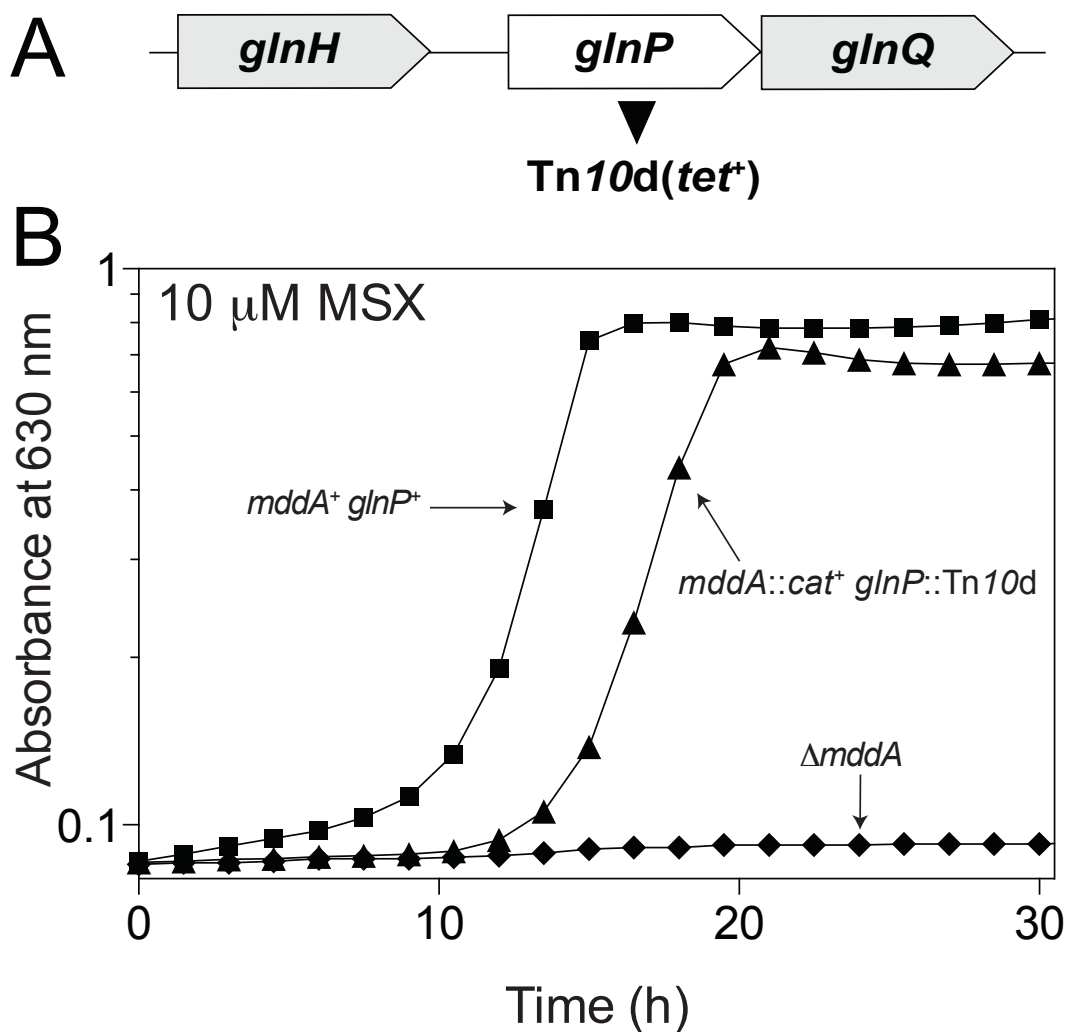 A
glnH glnP glnQ
Tn10d(tet⁺)
B
10 μM MSX
Absorbance at 630 nm
1
0.1
mddA⁺ glnP⁺
mddA::cat⁺ glnP::Tn10d
ΔmddA
0 10 20 30
Time (h)